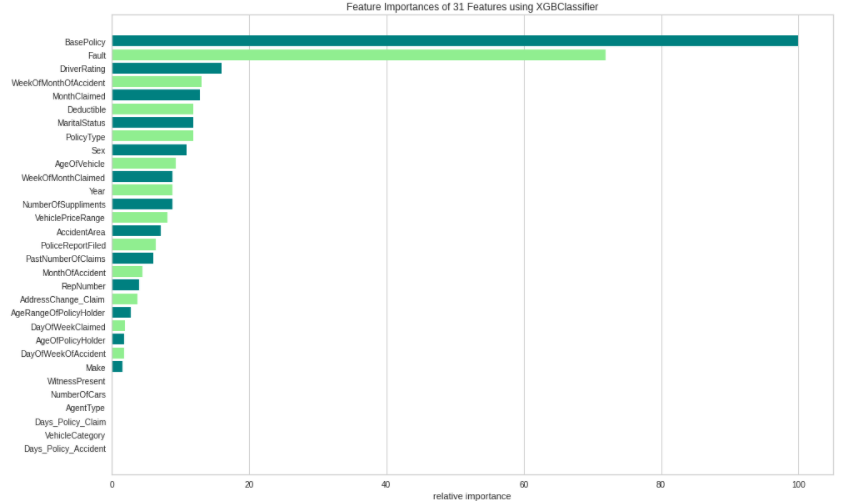 Feature Importances of 31 Features using XGBClassifier
BasePolicy
Fault
DriverRating
WeekOfMonthOfAccident
MonthClaimed
Deductible
MaritalStatus
PolicyType
Sex
AgeOfVehicle
WeekOfMonthClaimed
Year
NumberOfSuppliments
VehiclePriceRange
AccidentArea
PoliceReportFiled
PastNumberOfClaims
MonthOfAccident
RepNumber
AddressChange_Claim
AgeRangeOfPolicyHolder
DayOfWeekClaimed
AgeOfPolicyHolder
DayOfWeekOfAccident
Make
WitnessPresent
NumberOfCars
AgentType
Days_Policy_Claim
VehicleCategory
Days_Policy_Accident
0 20 40 60 80 100
relative importance